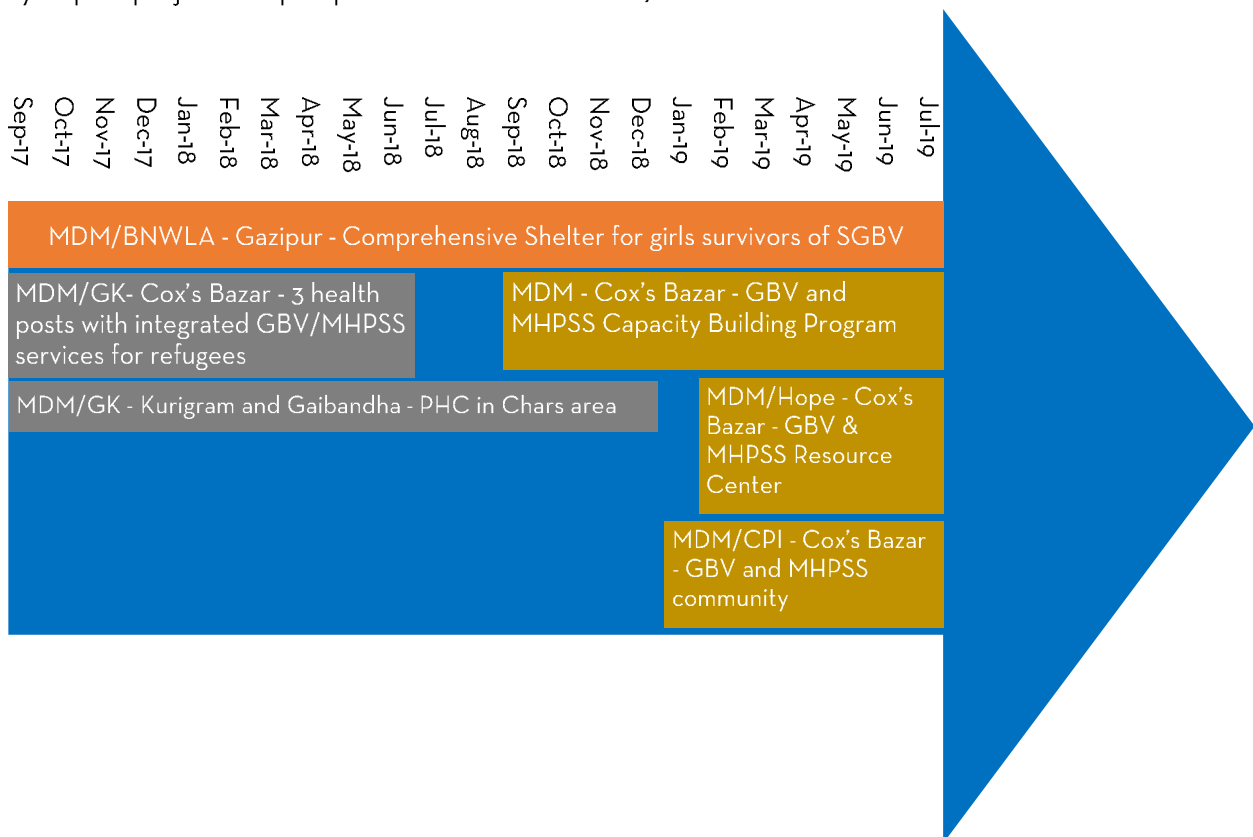 Sep-17
Oct-17
Nov-17
Dec-17
Jan-18
Feb-18
Mar-18
Apr-18
May-18
Jun-18
Jul-18
Aug-18
Sep-18
Oct-18
Nov-18
Dec-18
Jan-19
Feb-19
Mar-19
Apr-19
May-19
Jun-19
Jul-19
MDM/BNWLA - Gazipur - Comprehensive Shelter for girls survivors of SGBV
MDM/GK- Cox's Bazar - 3 health
posts with integrated GBV/MHPSS
services for refugees
MDM - Cox's Bazar - GBV and
MHPSS Capacity Building Program
MDM/GK - Kurigram and Gaibandha - PHC in Chars area
MDM/Hope - Cox's
Bazar - GBV &
MHPSS Resource
Center
MDM/CPI - Cox's Bazar
- GBV and MHPSS
community